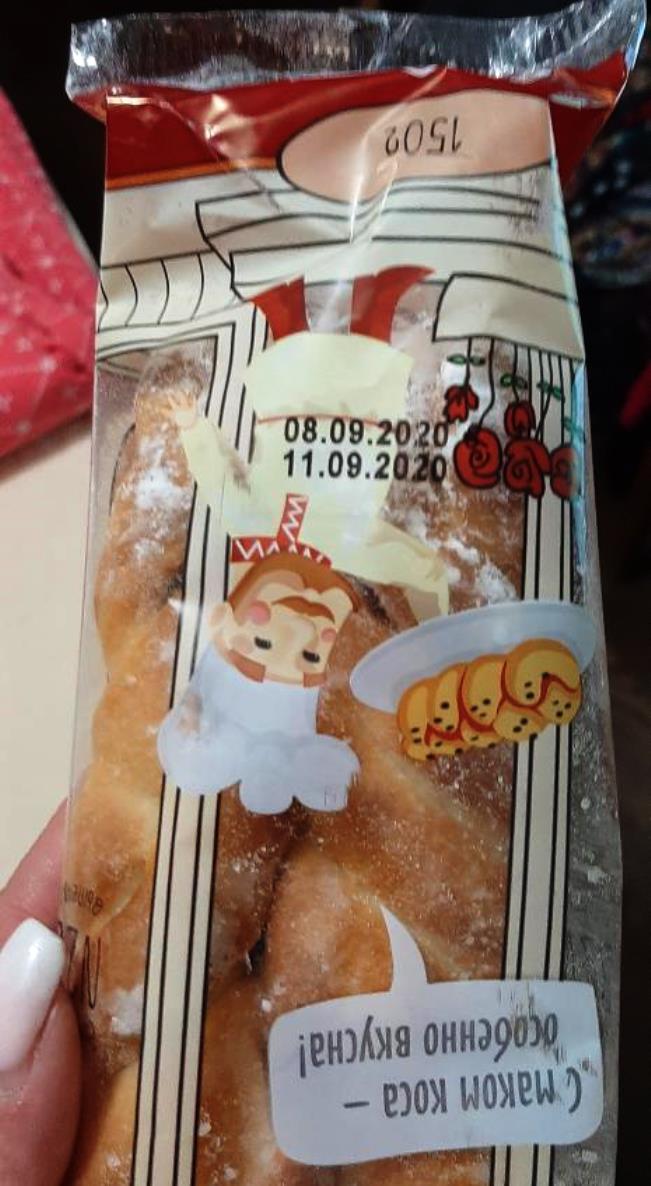 150г
08.09.2020
11.09.2020
С маком коса –
особенно вкусна!